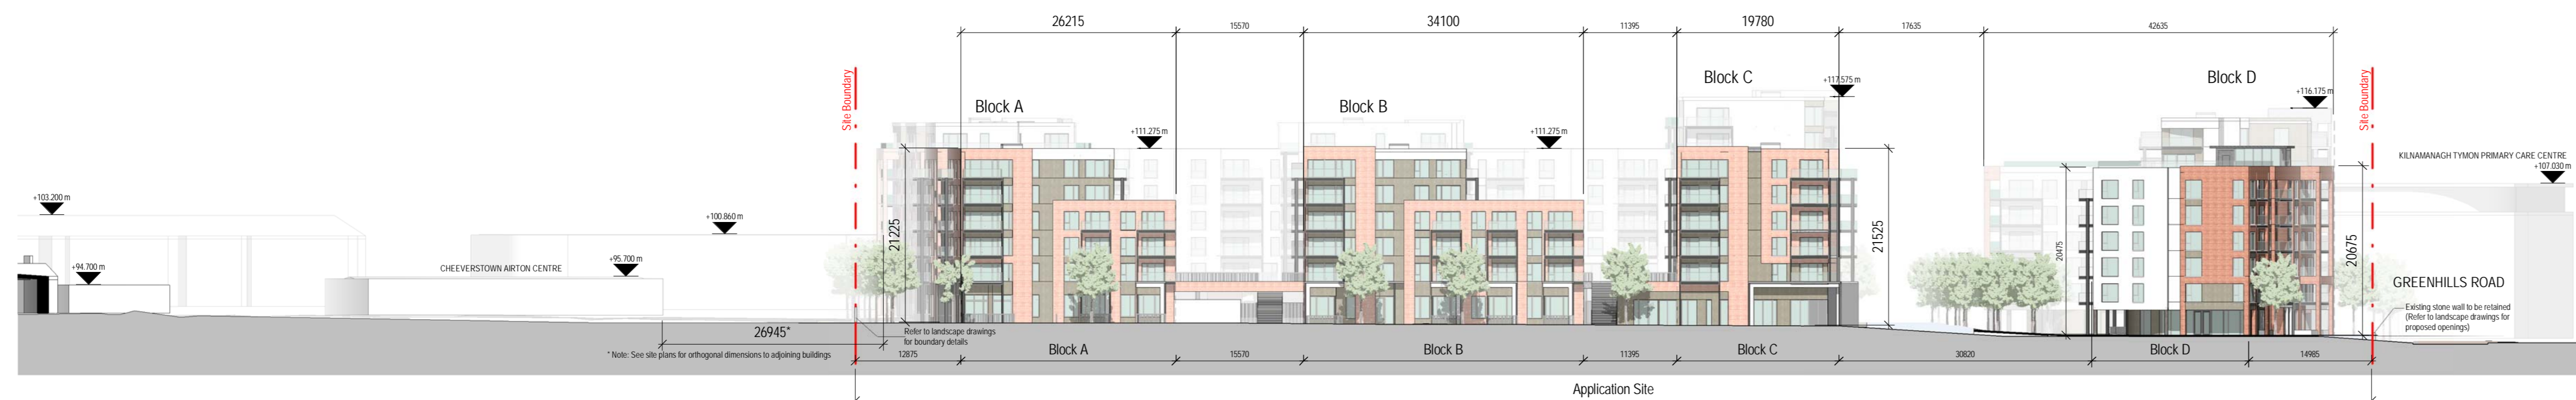 26215
15570
34100
11395
19780
17635
42635
Site Boundary
Block A
Block B
Block C
+117.575 m
Block D
+116.175 m
Site Boundary
+111.275 m
+111.275 m
KILNAMANAGH TYMON PRIMARY CARE CENTRE
+107.030 m
+103.200 m
+100.860 m
+94.700 m
CHEEVERSTOWN AIRTON CENTRE
+95.700 m
21225
21525
20475
20675
GREENHILLS ROAD
Existing stone wall to be retained
(Refer to landscape drawings for
proposed openings)
26945*
Refer to landscape drawings
for boundary details
* Note: See site plans for orthogonal dimensions to adjoining buildings
12875
Block A
15570
Block B
11395
Block C
30820
Block D
14985
Application Site